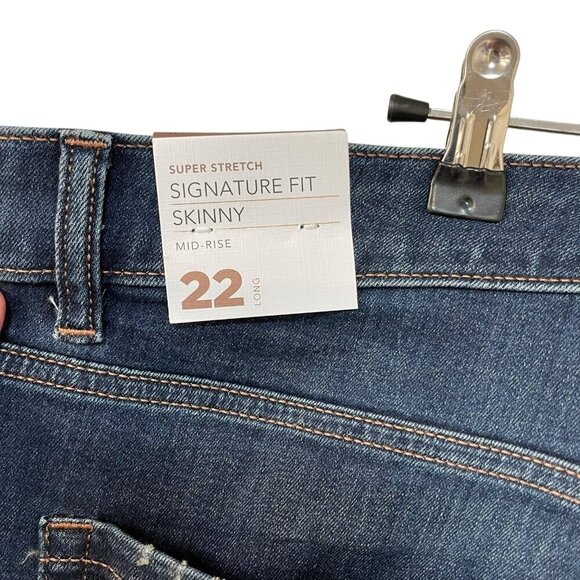 SUPER STRETCH
SIGNATURE FIT
SKINNY
MID-RISE
22 LONG